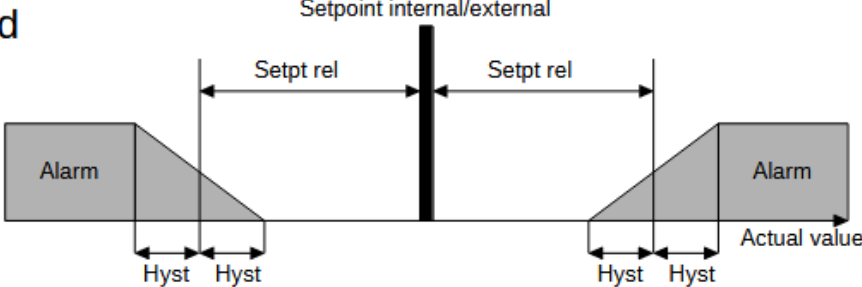 d
Setpoint internal/external
Setpt rel
Setpt rel
Alarm
Alarm
Actual value
Hyst
Hyst
Hyst
Hyst